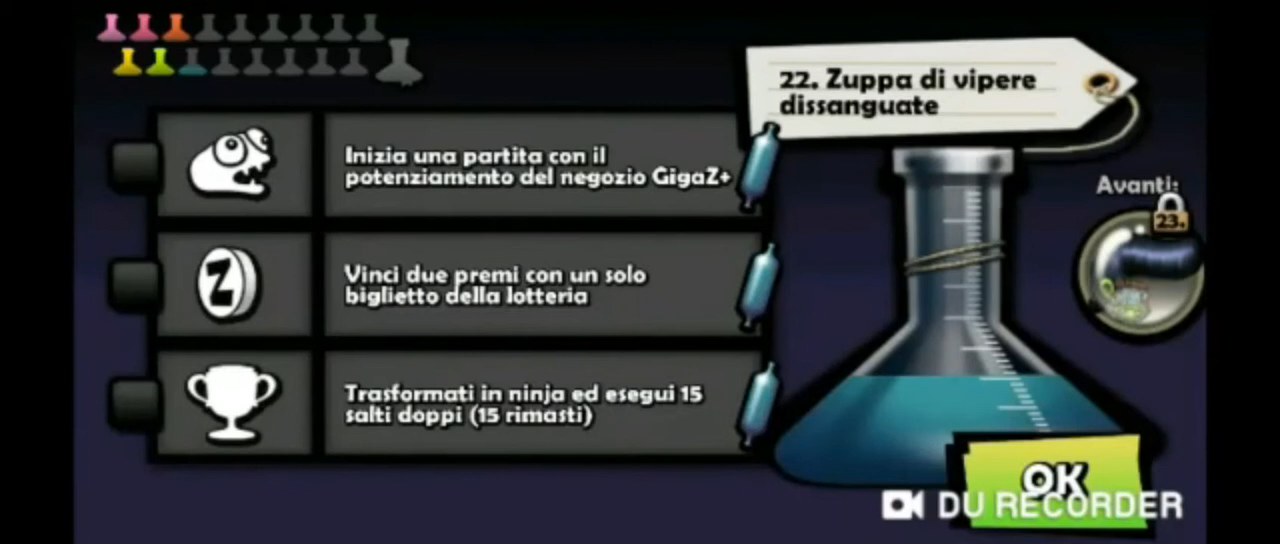 22. Zuppa di vipere
dissanguate
Inizia una partita con il
potenziamento del negozio GigaZ+
Avanti:
23.
Z
Vinci due premi con un solo
biglietto della lotteria
Trasformati in ninja ed esegui 15
salti doppi (15 rimasti)
OK
DU RECORDER